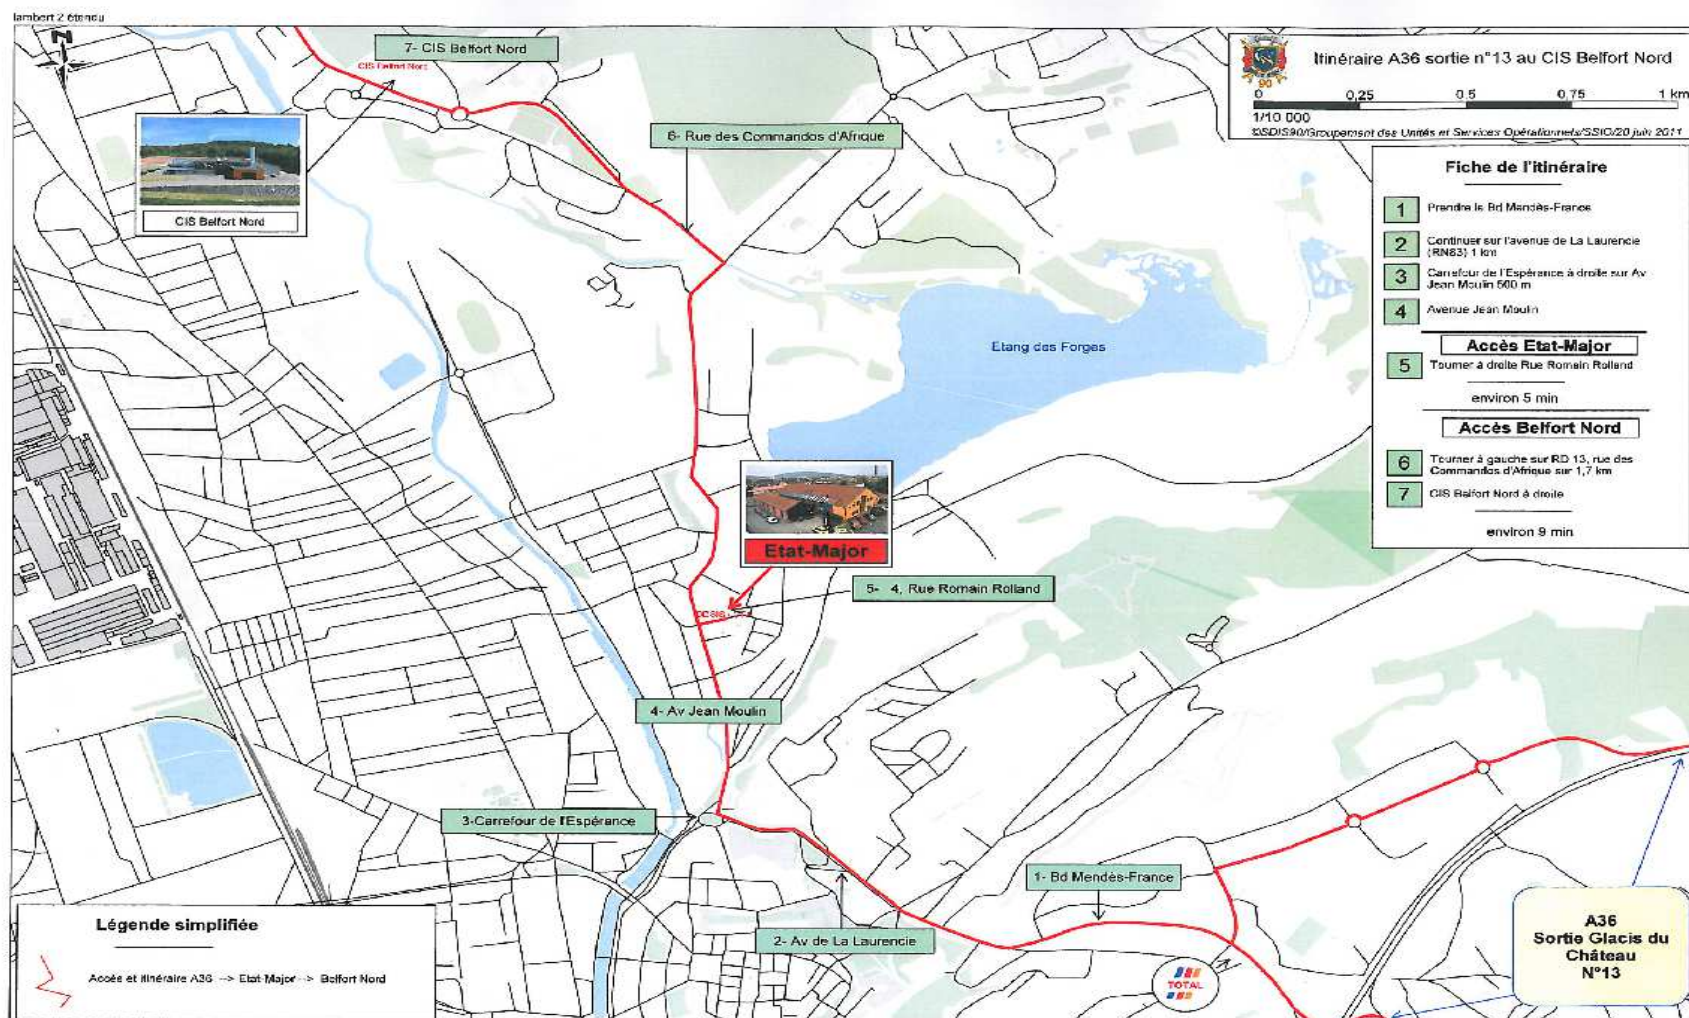 lambert 2 étendu
N
7- CIS Belfort Nord
CIS Belfort Nord
CIS Belfort Nord
6- Rue des Commandos d'Afrique
Etang des Forges
Etat-Major
5- 4, Rue Romain Rolland
4- Av Jean Moulin
3-Carrefour de l'Espérance
2- Av de La Laurencie
1- Bd Mendès-France
TOTAL
A36
Sortie Glacis du
Château
N°13
Itinéraire A36 sortie n°13 au CIS Belfort Nord
90
0 0,25 0,5 0,75 1 km
1/10 000
©SDIS90/Groupement des Unités et Services Opérationnels/SSIO/20 juin 2011
Fiche de l'itinéraire
1 Prendre le Bd Mendès-France
2 Continuer sur l'avenue de La Laurencie
(RN83) 1 km
3 Carrefour de l'Espérance à droite sur Av
Jean Moulin 500 m
4 Avenue Jean Moulin
Accès Etat-Major
5 Tourner à droite Rue Romain Rolland
environ 5 min
Accès Belfort Nord
6 Tourner à gauche sur RD 13, rue des
Commandos d'Afrique sur 1,7 km
7 CIS Belfort Nord à droite
environ 9 min
Légende simplifiée
Accès et itinéraire A36 --> Etat-Major --> Belfort Nord